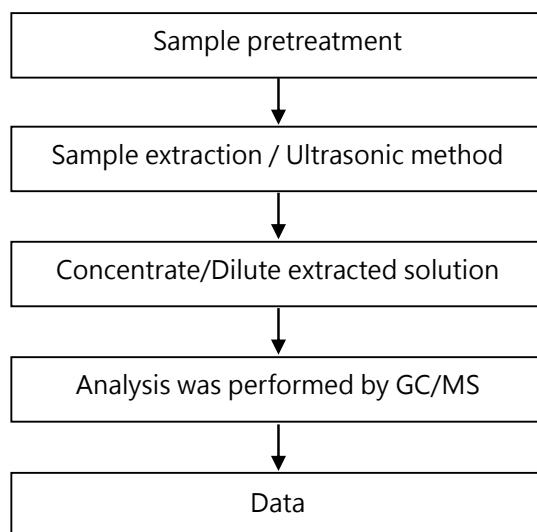 Sample pretreatment
Sample extraction / Ultrasonic method
Concentrate/Dilute extracted solution
Analysis was performed by GC/MS
Data